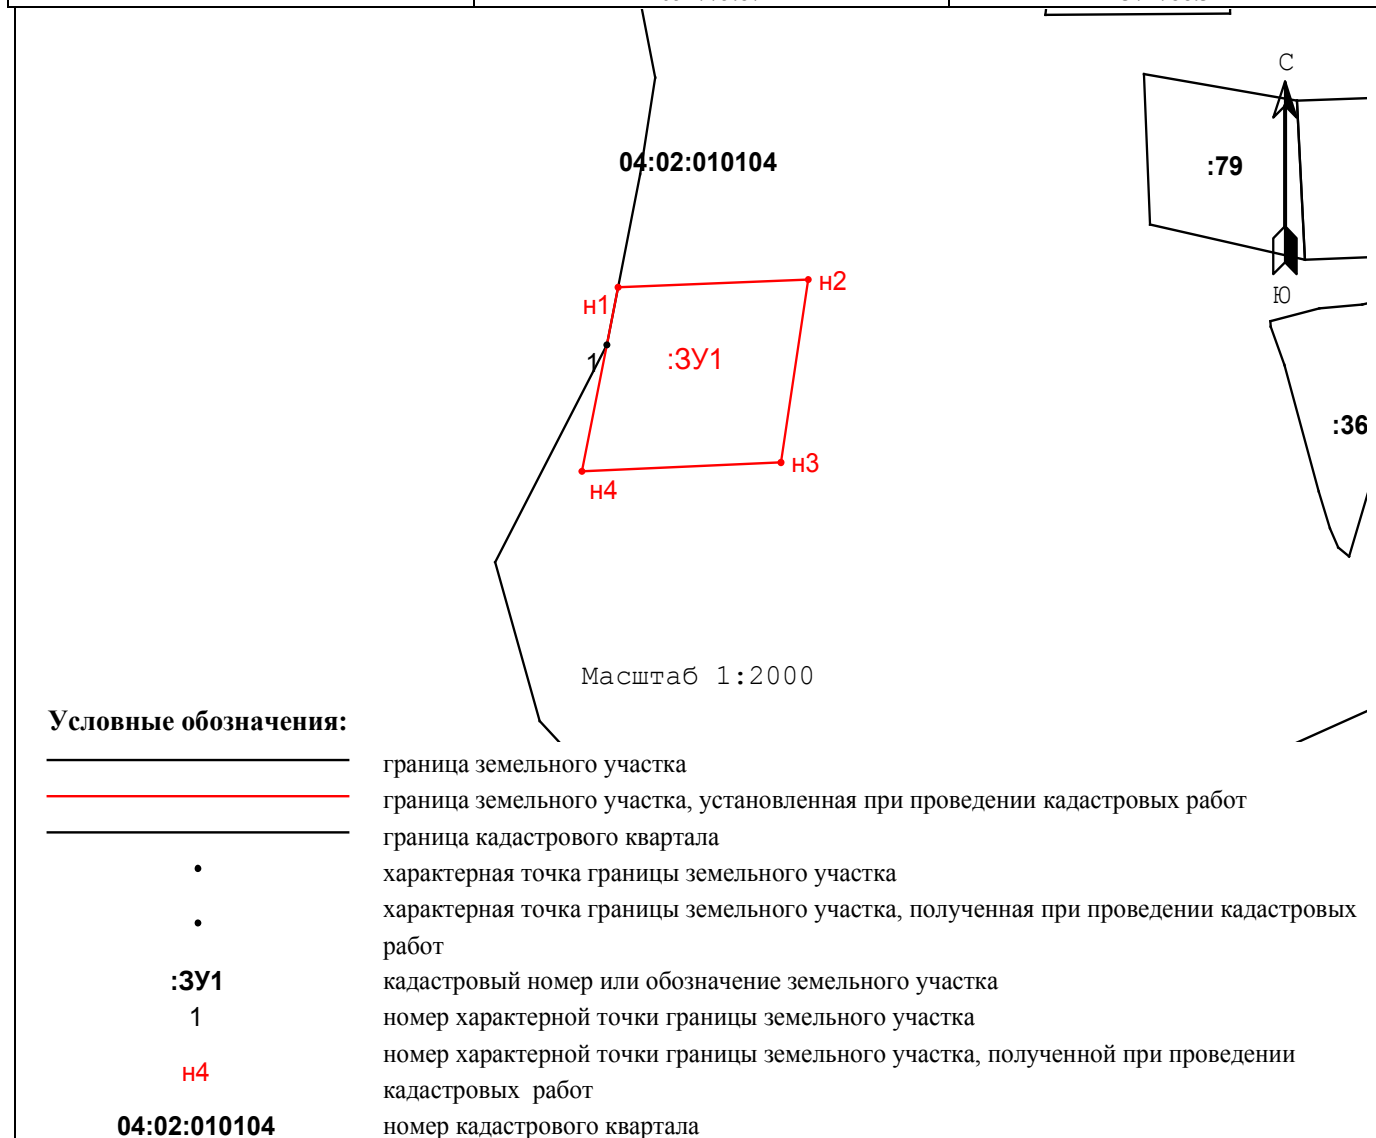 С
04:02:010104
:79
н2
н1
Ю
1
:ЗУ1
:36
н3
н4
Масштаб 1:2000
Условные обозначения:
граница земельного участка
граница земельного участка, установленная при проведении кадастровых работ
граница кадастрового квартала
характерная точка границы земельного участка
характерная точка границы земельного участка, полученная при проведении кадастровых
работ
:ЗУ1 кадастровый номер или обозначение земельного участка
1 номер характерной точки границы земельного участка
н4 номер характерной точки границы земельного участка, полученной при проведении
кадастровых работ
04:02:010104 номер кадастрового квартала